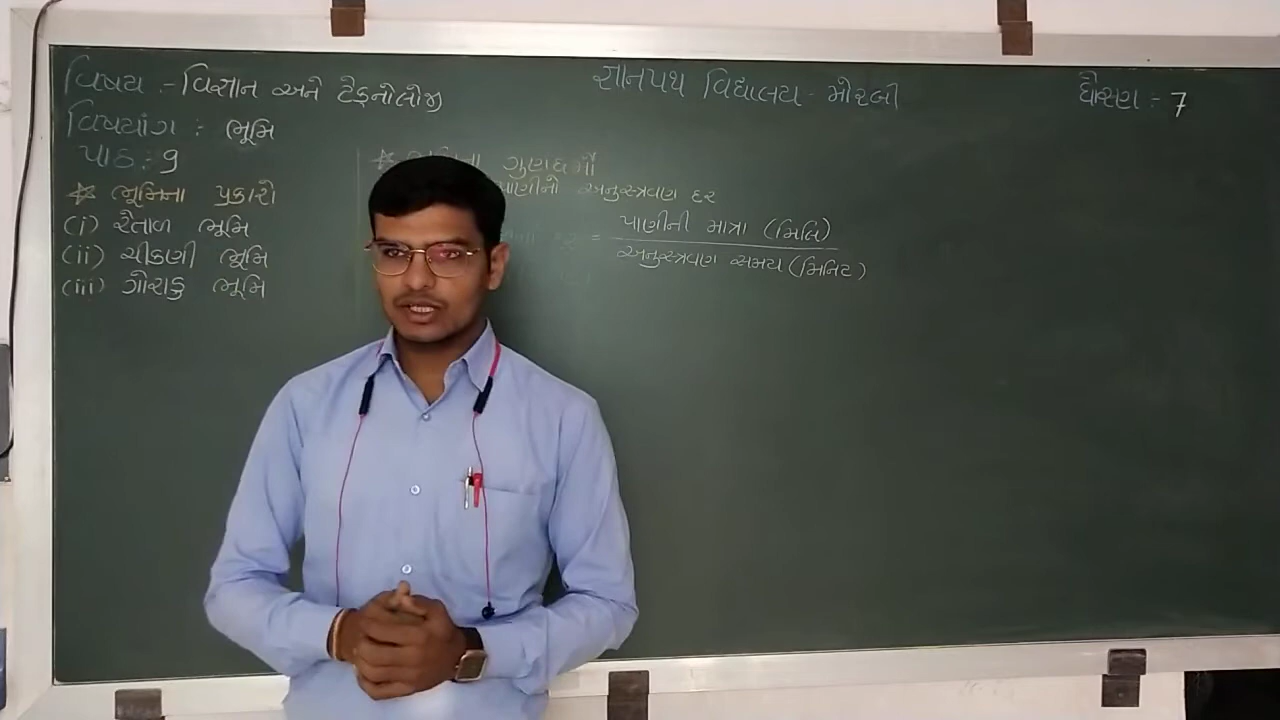 વિષય :- વિજ્ઞાન અને ટેકનોલોજી
જ્ઞાનપથ વિદ્યાલય - મોરબી
ધોરણ :- 7
વિષયાંગ : ભૂમિ
પાઠ : 9
* ભૂમિના પ્રકારો
(i) રેતાળ ભૂમિ
(ii) ચીકણી ભૂમિ
(iii) ગોરાડુ ભૂમિ
* ગુણધર્મો
પાણીનો અનુસ્ત્રવણ દર
= પાણીની માત્રા (મિલિ)
અનુસ્ત્રવણ સમય (મિનિટ)